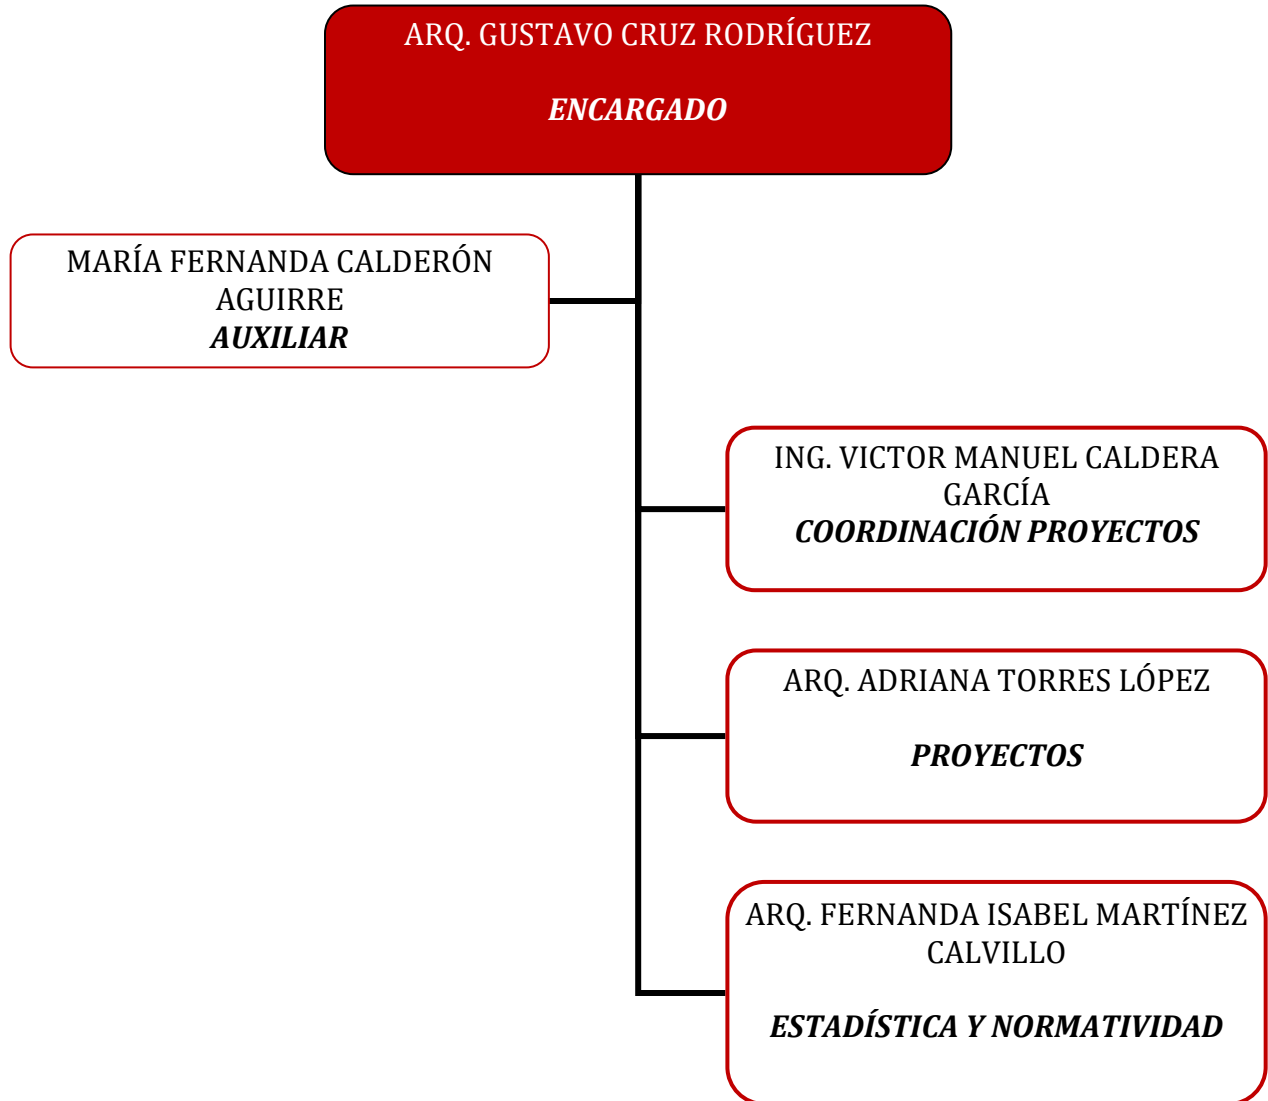 ARQ. GUSTAVO CRUZ RODRÍGUEZ
ENCARGADO
MARÍA FERNANDA CALDERÓN
AGUIRRE
AUXILIAR
ING. VICTOR MANUEL CALDERA
GARCÍA
COORDINACIÓN PROYECTOS
ARQ. ADRIANA TORRES LÓPEZ
PROYECTOS
ARQ. FERNANDA ISABEL MARTÍNEZ
CALVILLO
ESTADÍSTICA Y NORMATIVIDAD